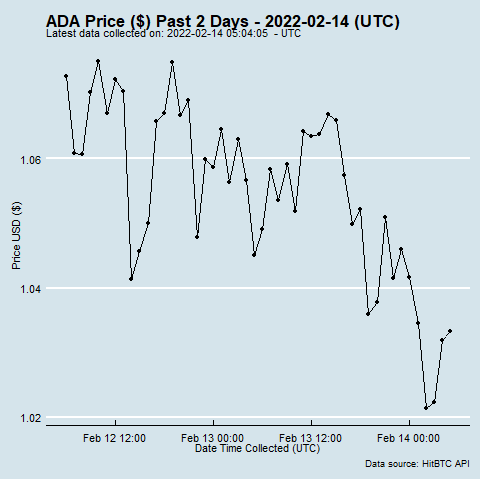 ADA Price ($) Past 2 Days - 2022-02-14 (UTC)
Latest data collected on: 2022-02-14 05:04:05  - UTC
1.06
1.04
1.02
Price USD ($)
Feb 12 12:00
Feb 13 00:00
Feb 13 12:00
Feb 14 00:00
Date Time Collected (UTC)
Data source: HitBTC API